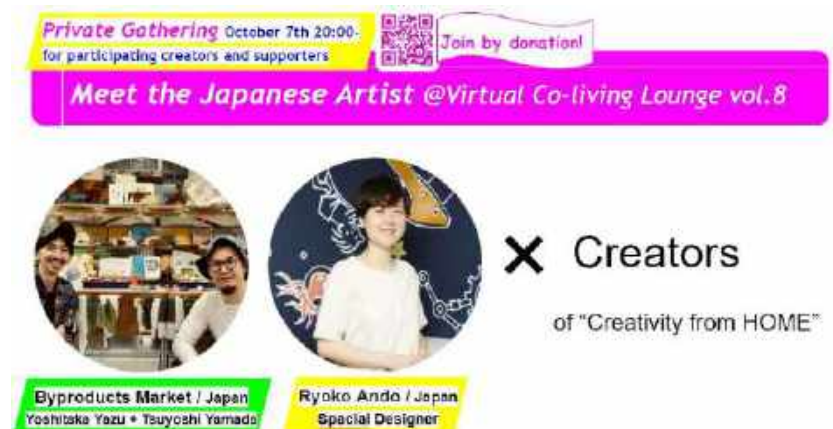 Private Gathering October 7th 20:00-
for participating creators and supporters
Join by donation!
Meet the Japanese Artist @Virtual Co-living Lounge vol.8
× Creators
of “Creativity from HOME”
Byproducts Market / Japan
Yoshitaka Yazu + Tsuyoshi Yamada
Ryoko Ando / Japan
Spacial Designer